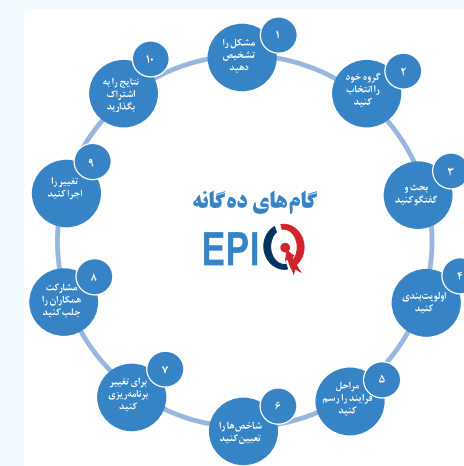 ۱
مشکل را
تشخیص
دهید
۲
گروه خود
را انتخاب
کنید
۳
بحث و
گفتگو کنید
۴
اولویت‌بندی
کنید
۵
مراحل
فرایند را رسم
کنید
۶
شاخص‌ها را
تعیین کنید
۷
برای تغییر
برنامه‌ریزی
کنید
۸
مشارکت
همکاران را
جلب کنید
۹
تغییر را
اجرا کنید
۱۰
نتایج را به
اشتراک
بگذارید
گام‌های ده گانه
EPIQ